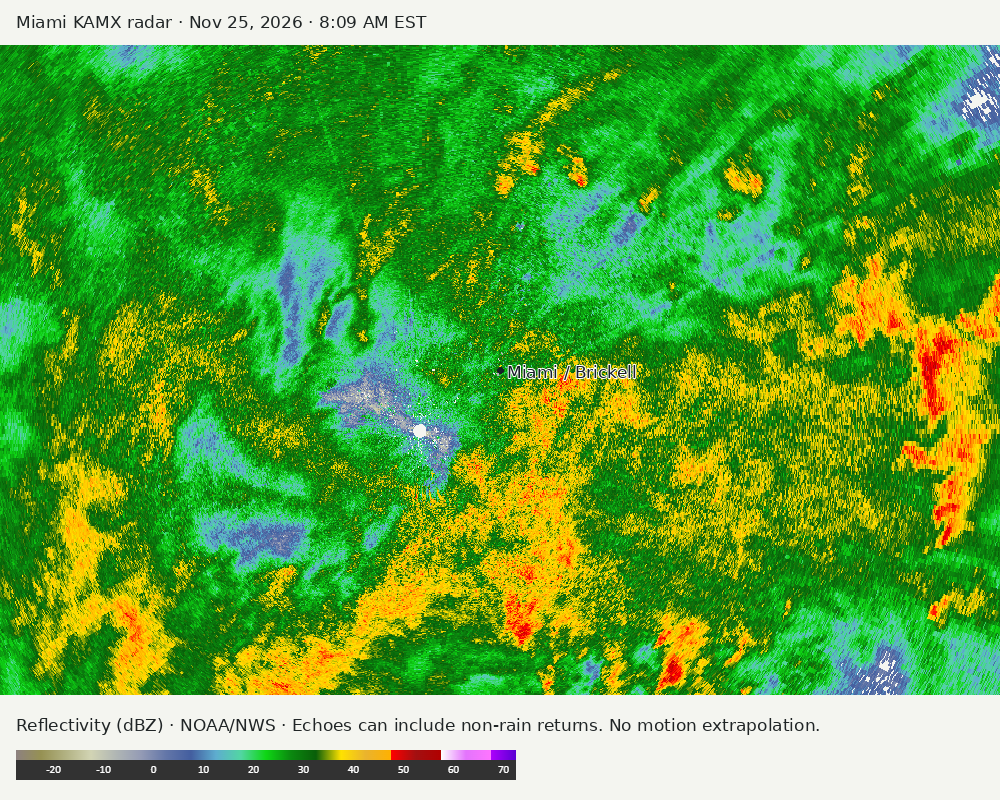 Miami KAMX radar · Nov 25, 2026 · 8:09 AM EST
Miami / Brickell
Reflectivity (dBZ) · NOAA/NWS · Echoes can include non-rain returns. No motion extrapolation.
-20 -10 0 10 20 30 40 50 60 70